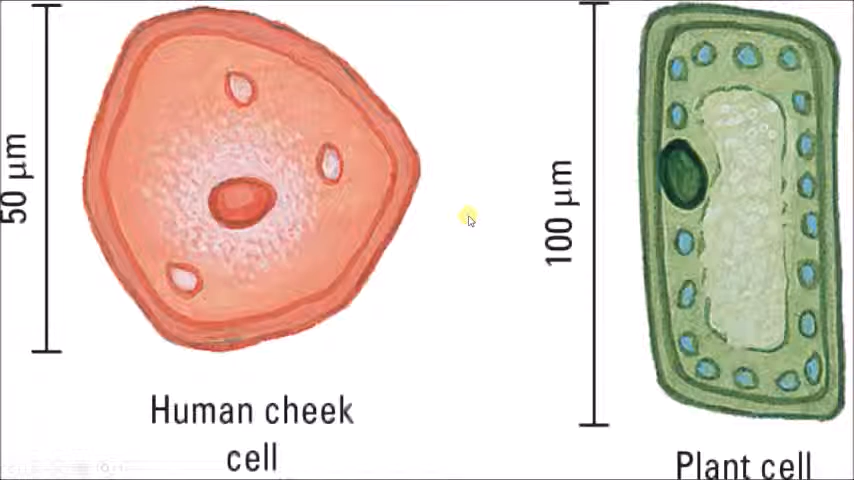 50 μm
100 μm
Human cheek
cell
Plant cell